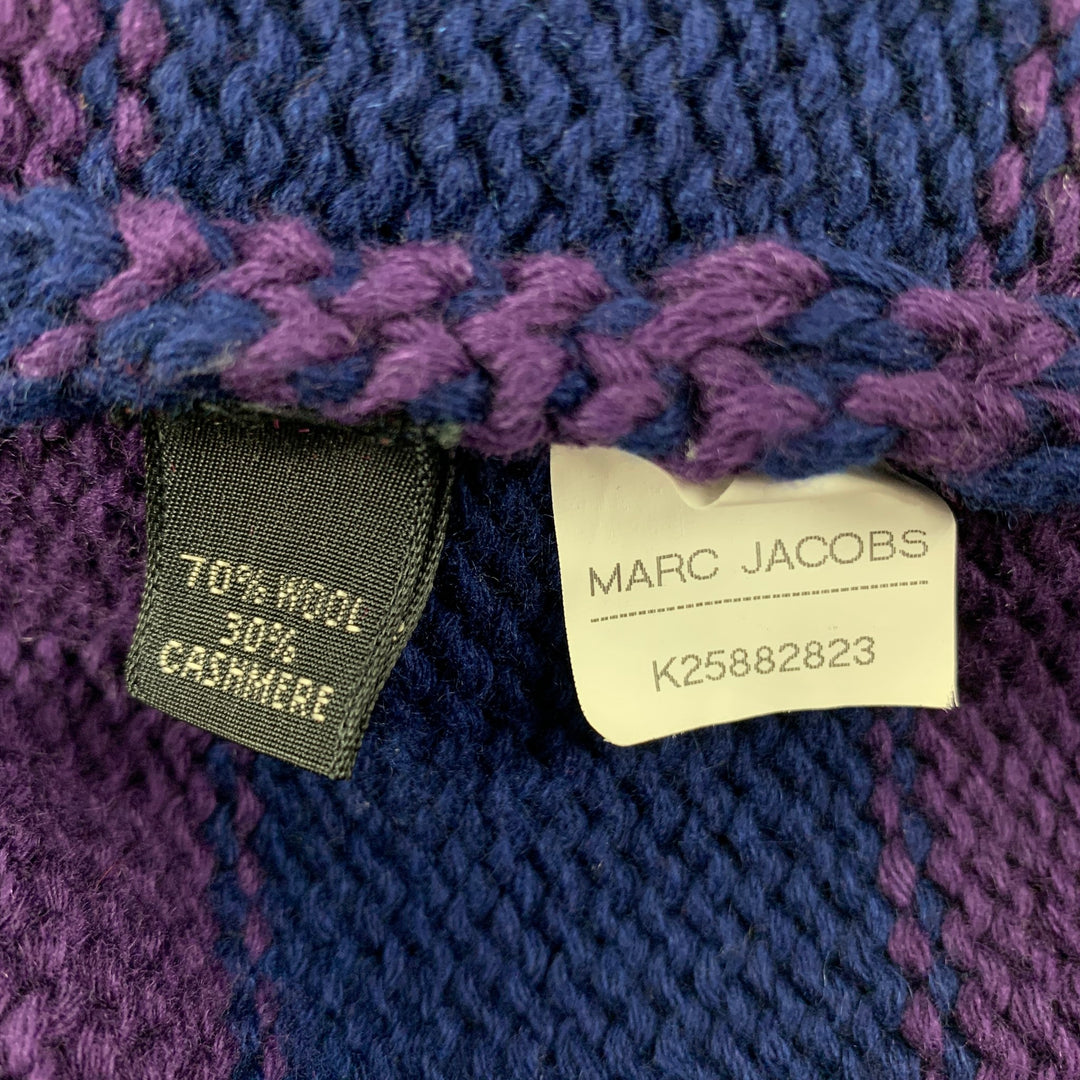 70% WOOL
30%
CASHMERE
MARC JACOBS
K25882823